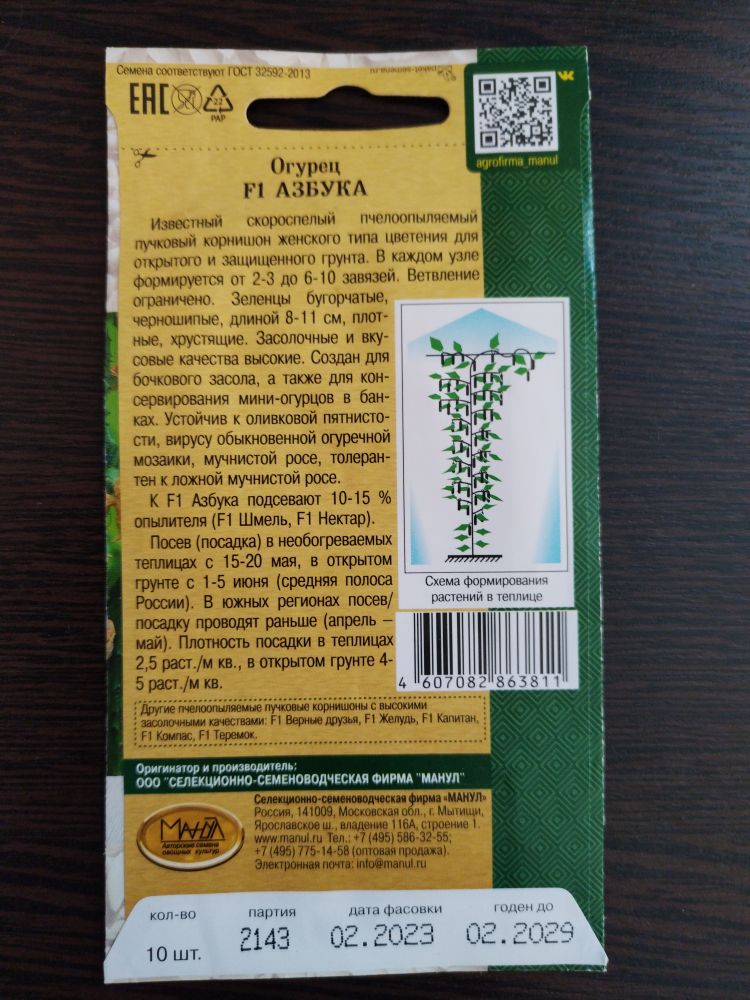 Семена соответствуют ГОСТ 32592-2013
ЕАС
22
PAP
agrofirma_manul
Огурец
F1 АЗБУКА
Известный скороспелый пчелоопыляемый
пучковый корнишон женского типа цветения для
открытого и защищенного грунта. В каждом узле
формируется от 2-3 до 6-10 завязей. Ветвление
ограничено. Зеленцы бугорчатые,
черношипые, длиной 8-11 см, плот-
ные, хрустящие. Засолочные и вку-
совые качества высокие. Создан для
бочкового засола, а также для кон-
сервирования мини-огурцов в бан-
ках. Устойчив к оливковой пятнисто-
сти, вирусу обыкновенной огуречной
мозаики, мучнистой росе, толеран-
тен к ложной мучнистой росе.
К F1 Азбука подсевают 10-15 %
опылителя (F1 Шмель, F1 Нектар).
Посев (посадка) в необогреваемых
теплицах с 15-20 мая, в открытом
грунте с 1-5 июня (средняя полоса
России). В южных регионах посев/
посадку проводят раньше (апрель –
май). Плотность посадки в теплицах
2,5 раст./м кв., в открытом грунте 4-
5 раст./м кв.
Схема формирования
растений в теплице
4 607082 863811
Другие пчелоопыляемые пучковые корнишоны с высокими
засолочными качествами: F1 Верные друзья, F1 Желудь, F1 Капитан,
F1 Компас, F1 Теремок.
Оригинатор и производитель:
ООО "СЕЛЕКЦИОННО-СЕМЕНОВОДЧЕСКАЯ ФИРМА "МАНУЛ"
МАНУЛ
Авторские семена
овощных культур
Селекционно-семеноводческая фирма «МАНУЛ»
Россия, 141009, Московская обл., г. Мытищи,
Ярославское ш., владение 116А, строение 1.
www.manul.ru Тел.: +7 (495) 586-32-55;
+7 (495) 775-14-58 (оптовая продажа).
Электронная почта: info@manul.ru
кол-во партия дата фасовки годен до
10 шт. 2143 02.2023 02.2029